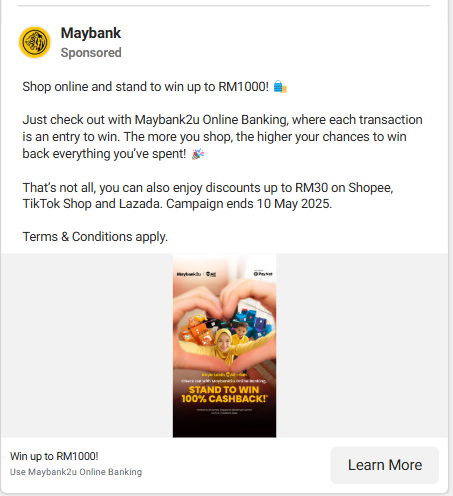 Maybank
Sponsored
Shop online and stand to win up to RM1000! 🛍️
Just check out with Maybank2u Online Banking, where each transaction
is an entry to win. The more you shop, the higher your chances to win
back everything you’ve spent! 🎉
That’s not all, you can also enjoy discounts up to RM30 on Shopee,
TikTok Shop and Lazada. Campaign ends 10 May 2025.
Terms & Conditions apply.
Maybank2u
PayNet
Check out with Maybank2u Online Banking,
STAND TO WIN
100% CASHBACK!*
Win up to RM1000!
Use Maybank2u Online Banking
Learn More